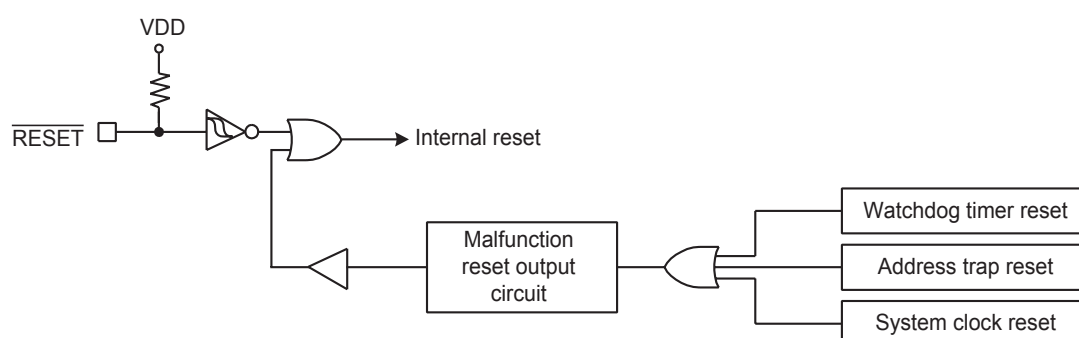 VDD
RESET
Internal reset
Watchdog timer reset
Malfunction
reset output
circuit
Address trap reset
System clock reset